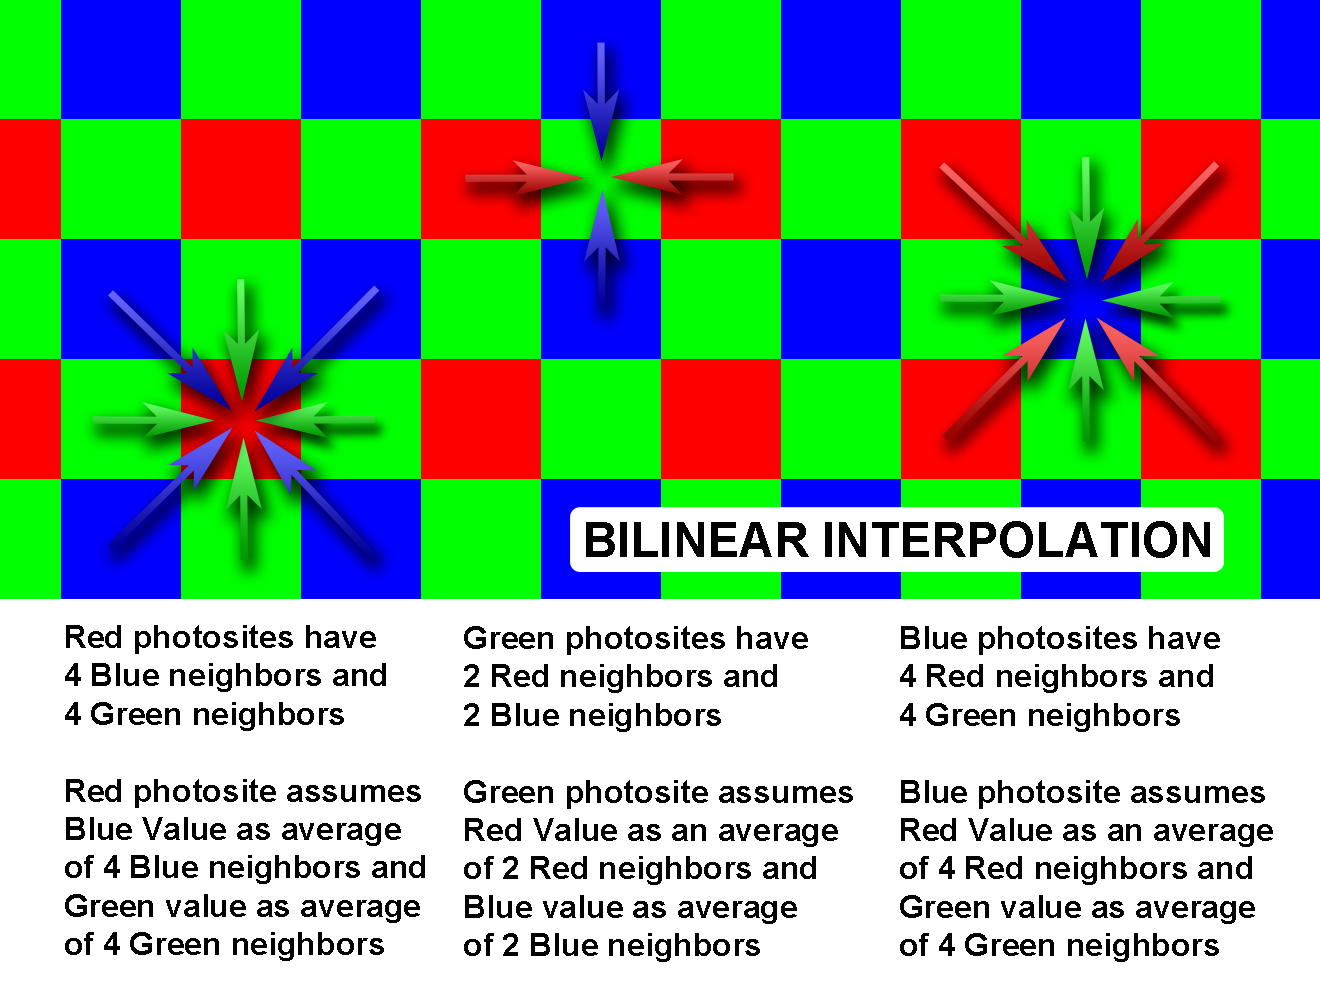 BILINEAR INTERPOLATION
Red photosites have
4 Blue neighbors and
4 Green neighbors
Red photosite assumes
Blue Value as average
of 4 Blue neighbors and
Green value as average
of 4 Green neighbors
Green photosites have
2 Red neighbors and
2 Blue neighbors
Green photosite assumes
Red Value as an average
of 2 Red neighbors and
Blue value as average
of 2 Blue neighbors
Blue photosites have
4 Red neighbors and
4 Green neighbors
Blue photosite assumes
Red Value as an average
of 4 Red neighbors and
Green value as average
of 4 Green neighbors